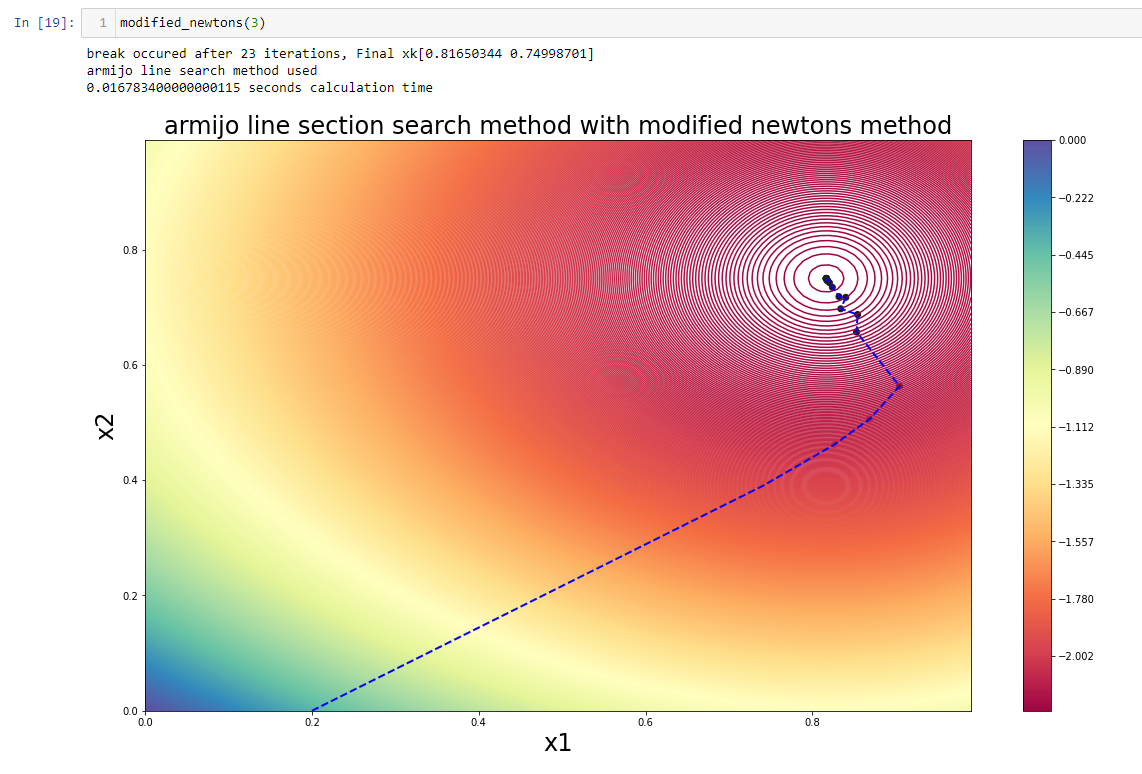 In [19]: 1 modified_newtons(3)
break occured after 23 iterations, Final xk[0.81650344 0.74998701]
armijo line search method used
0.016783400000000115 seconds calculation time
armijo line section search method with modified newtons method
0.8
0.6
0.4
0.2
0.0
x2
0.0 0.2 0.4 0.6 0.8
x1
0.000
−0.222
−0.445
−0.667
−0.890
−1.112
−1.335
−1.557
−1.780
−2.002